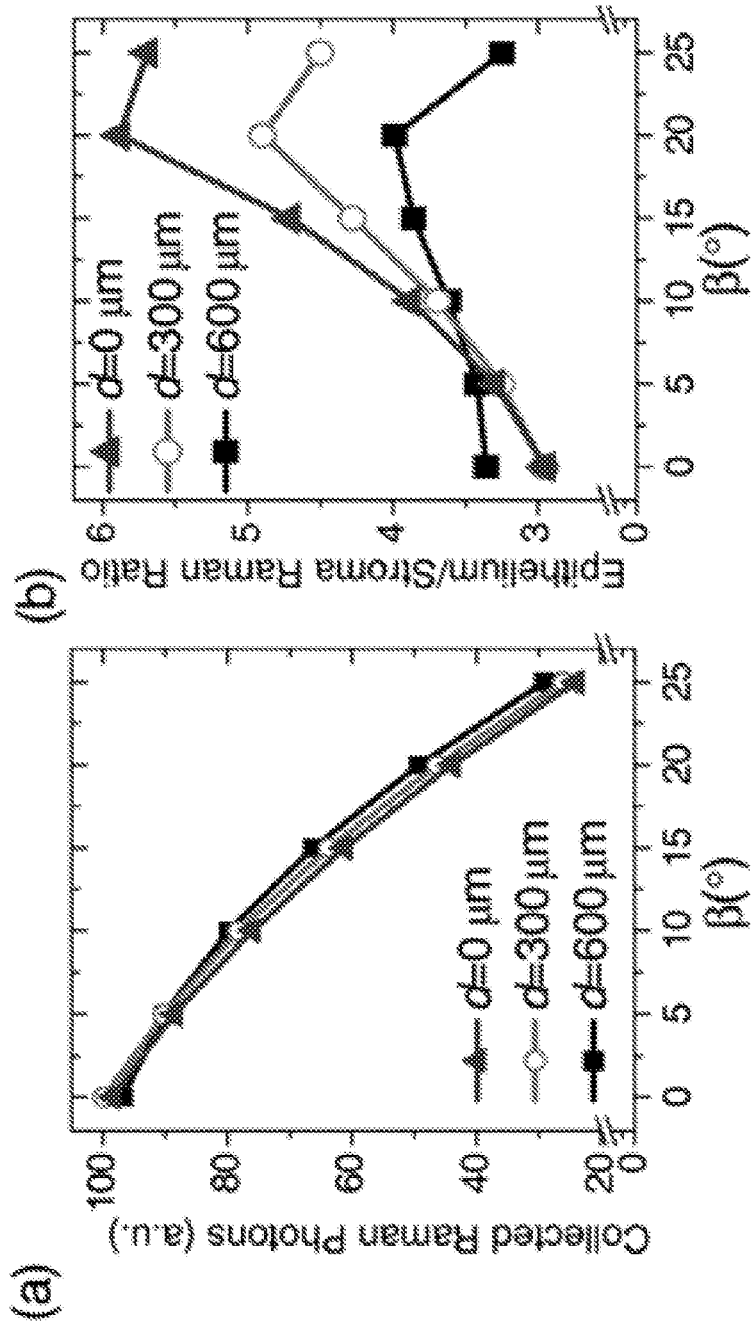 (a)
Collected Raman Photons (a.u.)
100
80
60
40
20
0
d=0 μm
d=300 μm
d=600 μm
0 5 10 15 20 25
β(°)
(b)
Epithelium/Stroma Raman Ratio
6
5
4
3
0
d=0 μm
d=300 μm
d=600 μm
0 5 10 15 20 25
β(°)